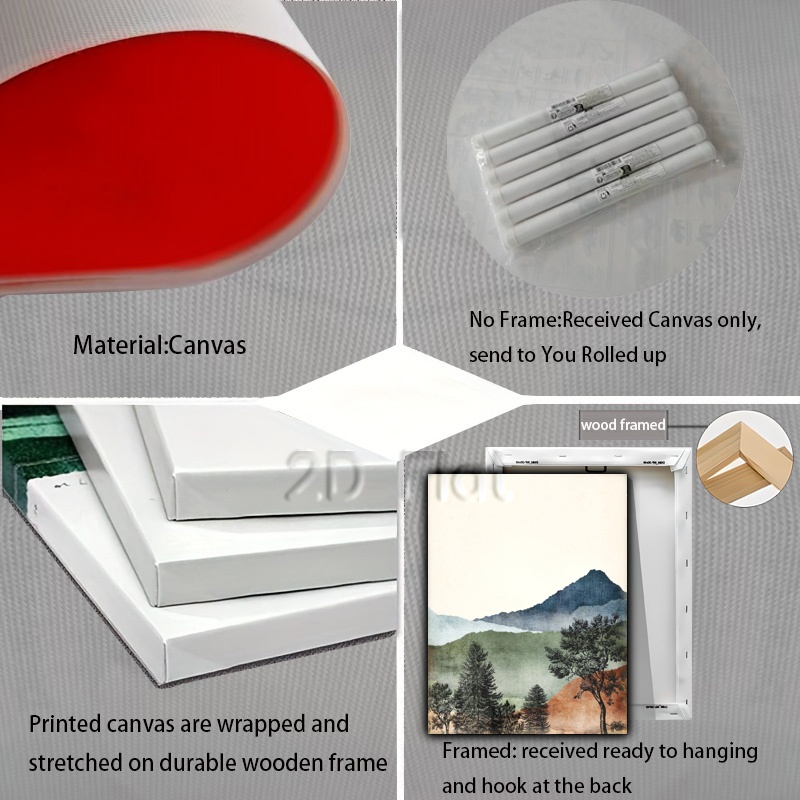 Material:Canvas
No Frame:Received Canvas only,
send to You Rolled up
2D Flat
wood framed
Printed canvas are wrapped and
stretched on durable wooden frame
Framed: received ready to hanging
and hook at the back